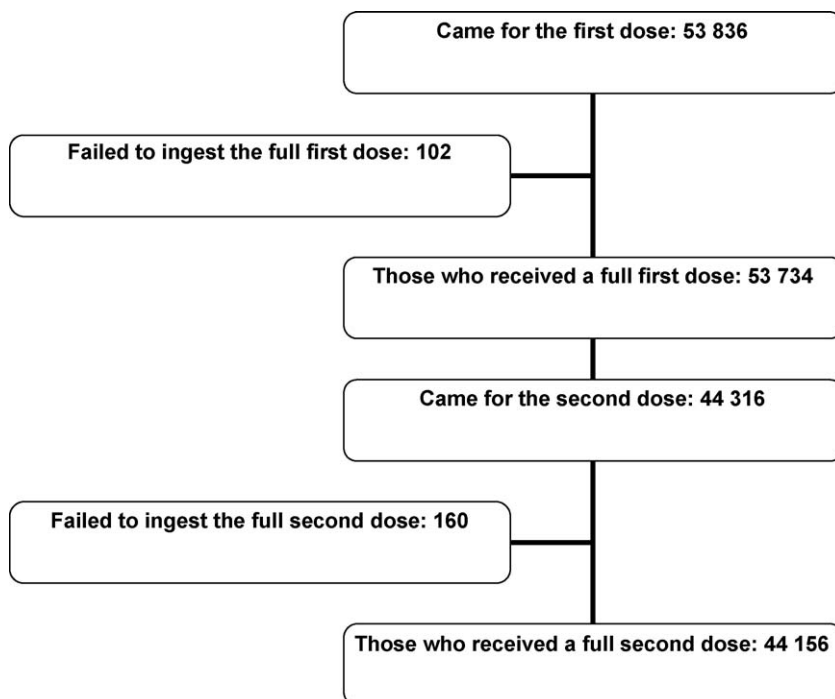 Came for the first dose: 53 836
Failed to ingest the full first dose: 102
Those who received a full first dose: 53 734
Came for the second dose: 44 316
Failed to ingest the full second dose: 160
Those who received a full second dose: 44 156